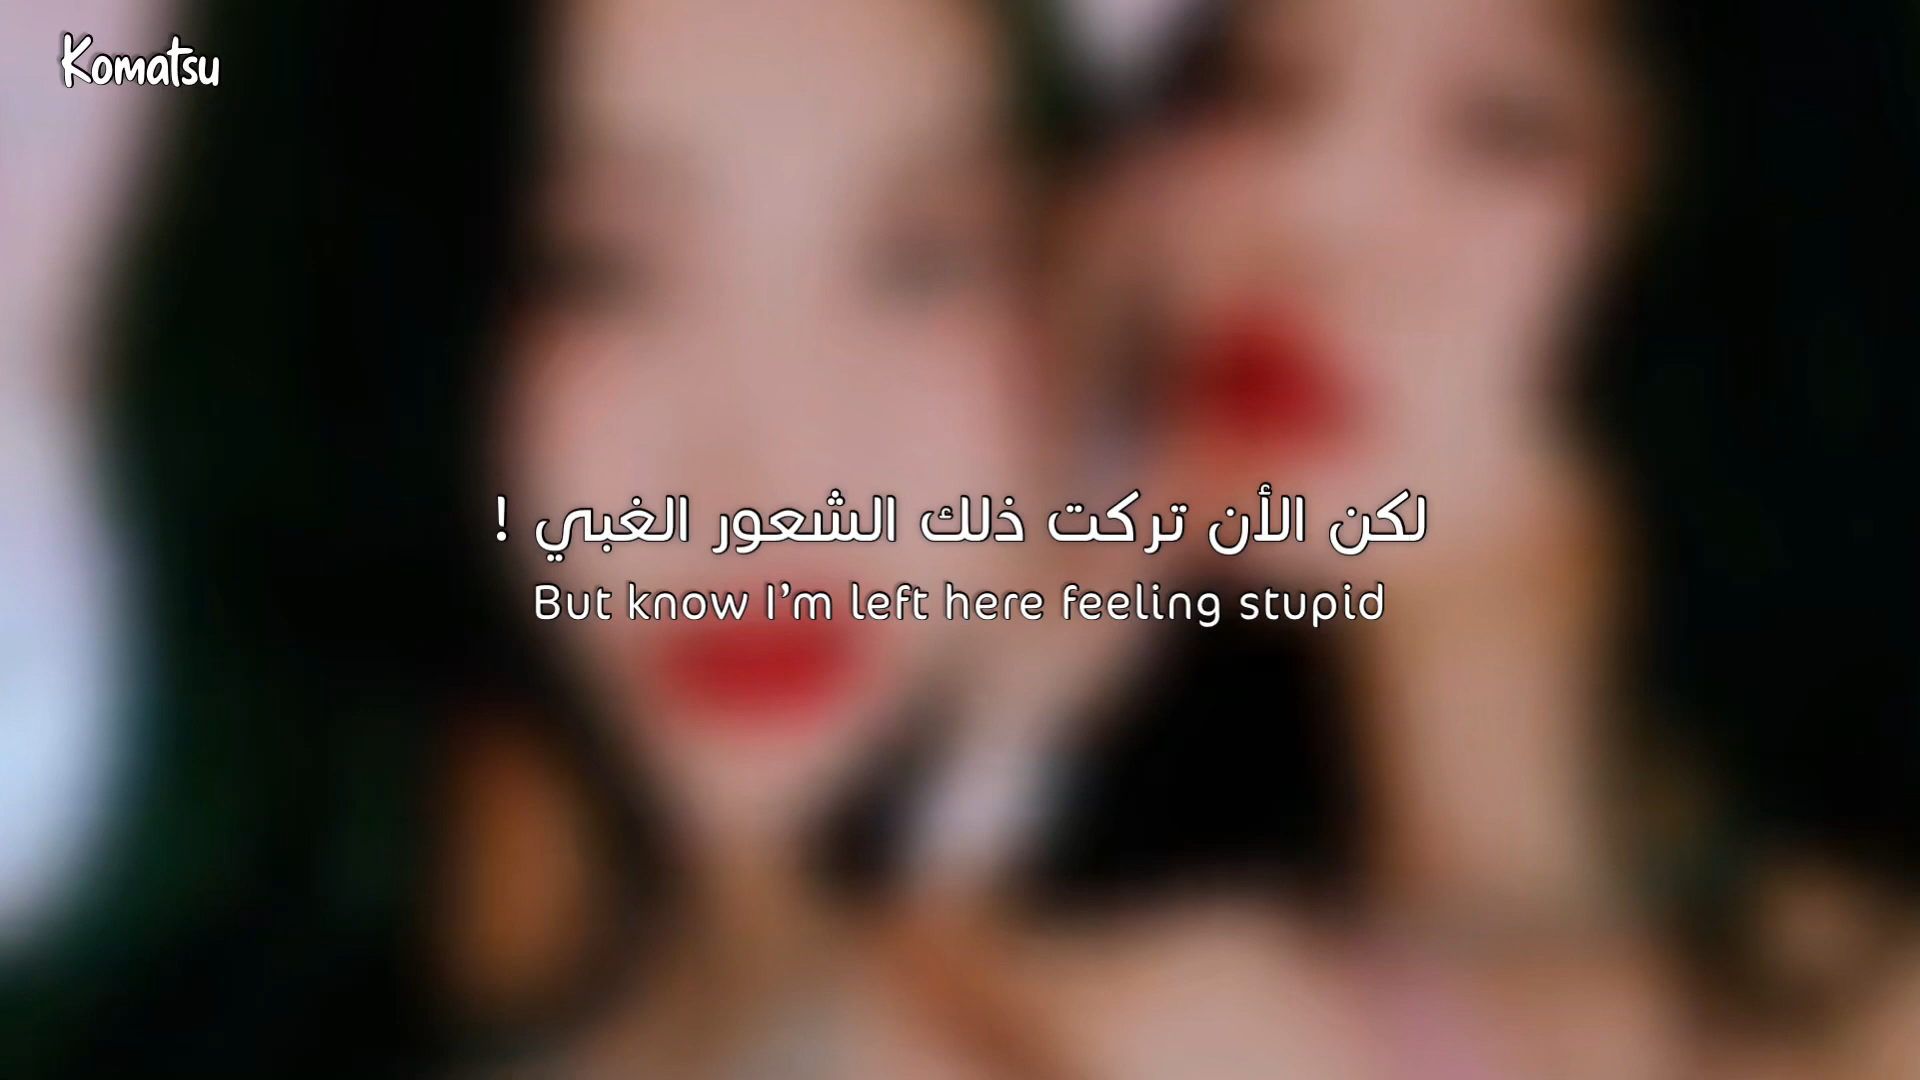 Komatsu
لكن الأن تركت ذلك الشعور الغبي !
But know I'm left here feeling stupid